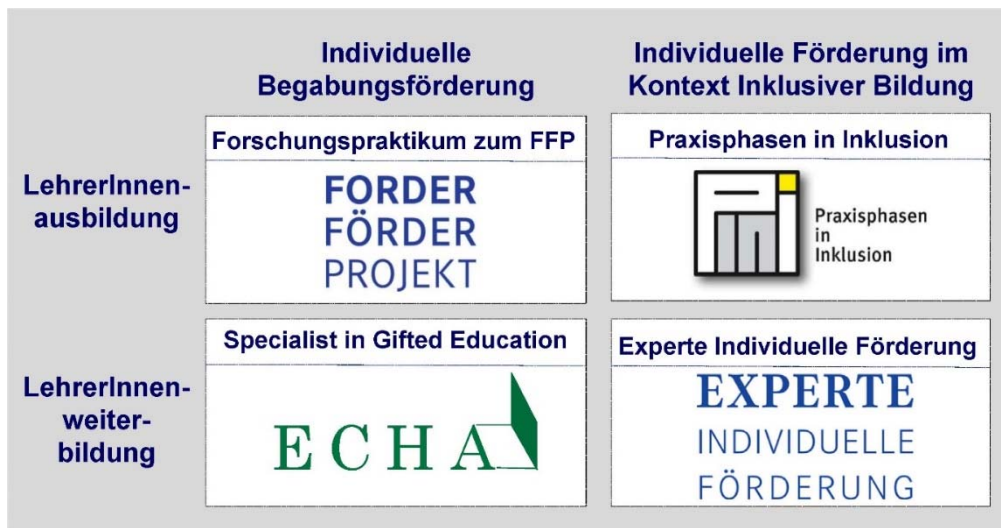 Individuelle
Begabungsförderung
Individuelle Förderung im
Kontext Inklusiver Bildung
LehrerInnen-
ausbildung
Forschungspraktikum zum FFP
FORDER
FÖRDER
PROJEKT
Praxisphasen in Inklusion
Praxisphasen
in
Inklusion
LehrerInnen-
weiter-
bildung
Specialist in Gifted Education
ECHA
Experte Individuelle Förderung
EXPERTE
INDIVIDUELLE
FÖRDERUNG